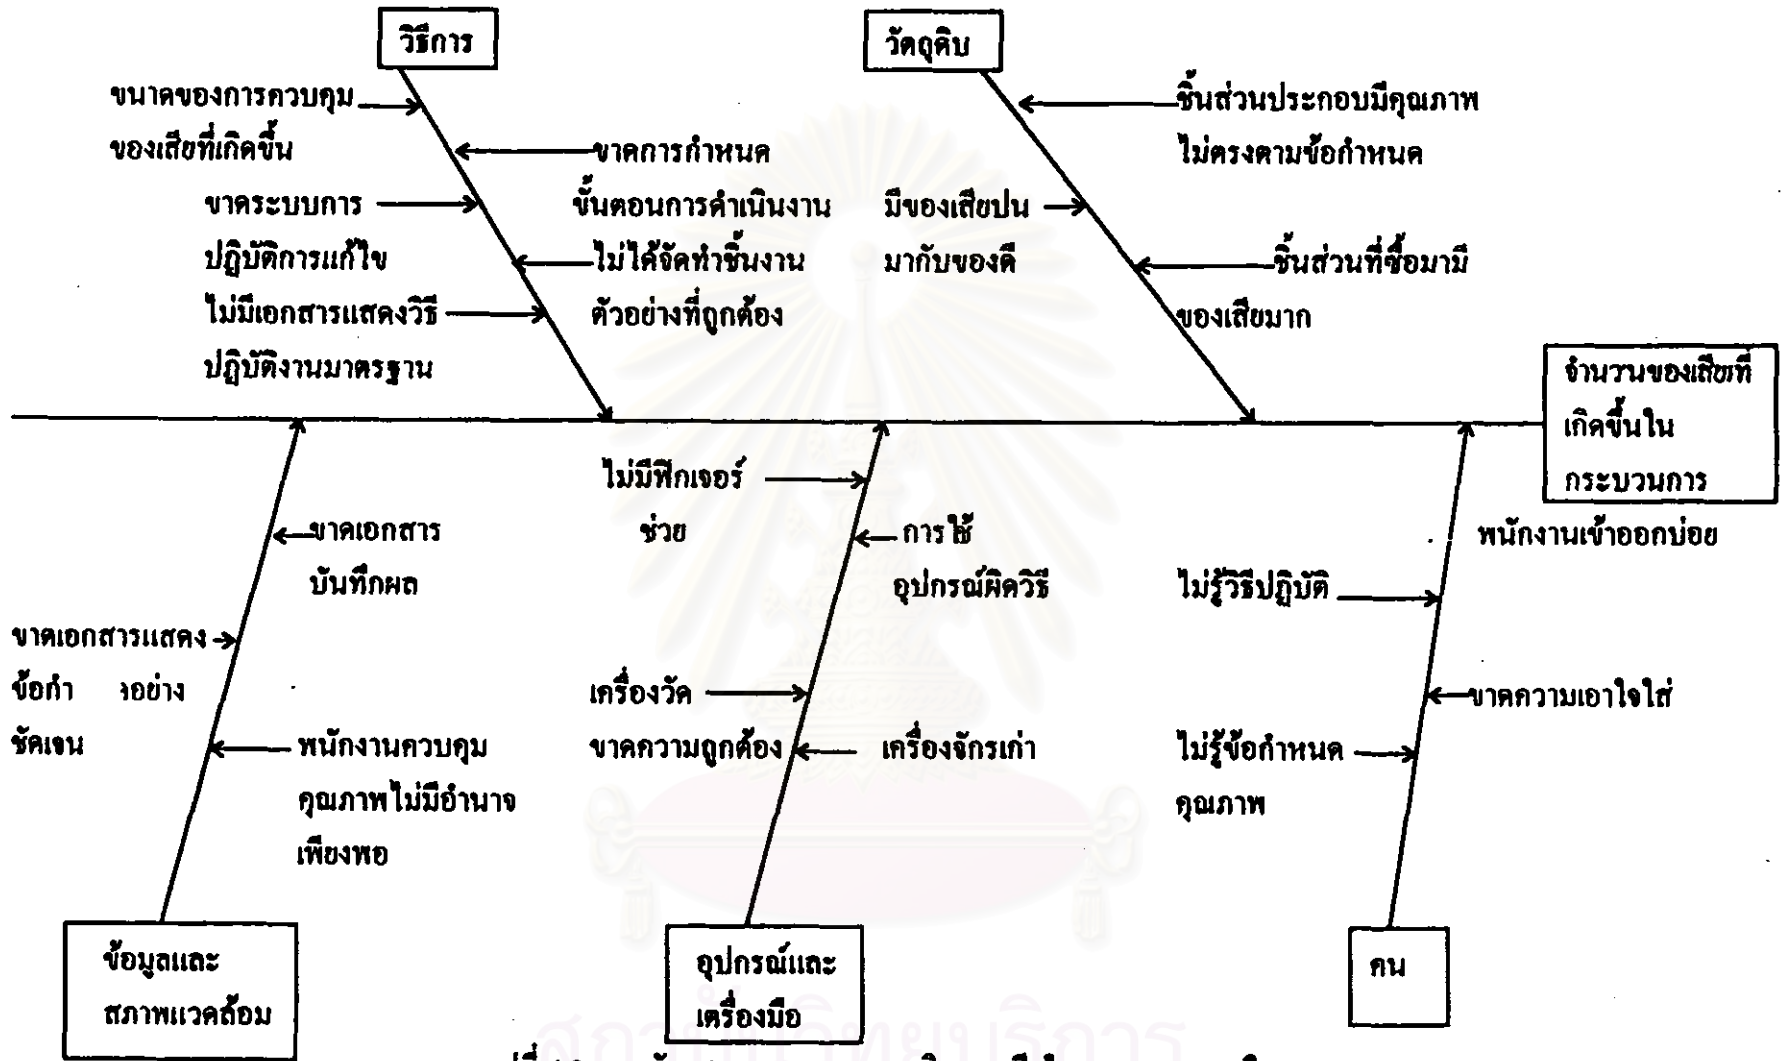 วิธีการ
วัตถุดิบ
ขนาดของการควบคุม
ของเสียที่เกิดขึ้น
ขาดการกำหนด
ขั้นตอนการดำเนินงาน
ขาดระบบการ
ปฏิบัติการแก้ไข
ไม่ได้จัดทำชิ้นงาน
ตัวอย่างที่ถูกต้อง
ไม่มีเอกสารแสดงวิธี
ปฏิบัติงานมาตรฐาน
ชิ้นส่วนประกอบมีคุณภาพ
ไม่ตรงตามข้อกำหนด
มีของเสียปน
มากับของดี
ชิ้นส่วนที่ซื้อมามี
ของเสียมาก
จำนวนของเสียที่
เกิดขึ้นใน
กระบวนการ
ขาดเอกสาร
บันทึกผล
ขาดเอกสารแสดง
ข้อกำ
อย่าง
ชัดเจน
พนักงานควบคุม
คุณภาพไม่มีอำนาจ
เพียงพอ
ไม่มีฟิกเจอร์
ช่วย
การใช้
อุปกรณ์ผิดวิธี
เครื่องวัด
ขาดความถูกต้อง
เครื่องจักรเก่า
พนักงานเข้าออกบ่อย
ไม่รู้วิธีปฏิบัติ
ขาดความเอาใจใส่
ไม่รู้ข้อกำหนด
คุณภาพ
ข้อมูลและ
สภาพแวดล้อม
อุปกรณ์และ
เครื่องมือ
คน